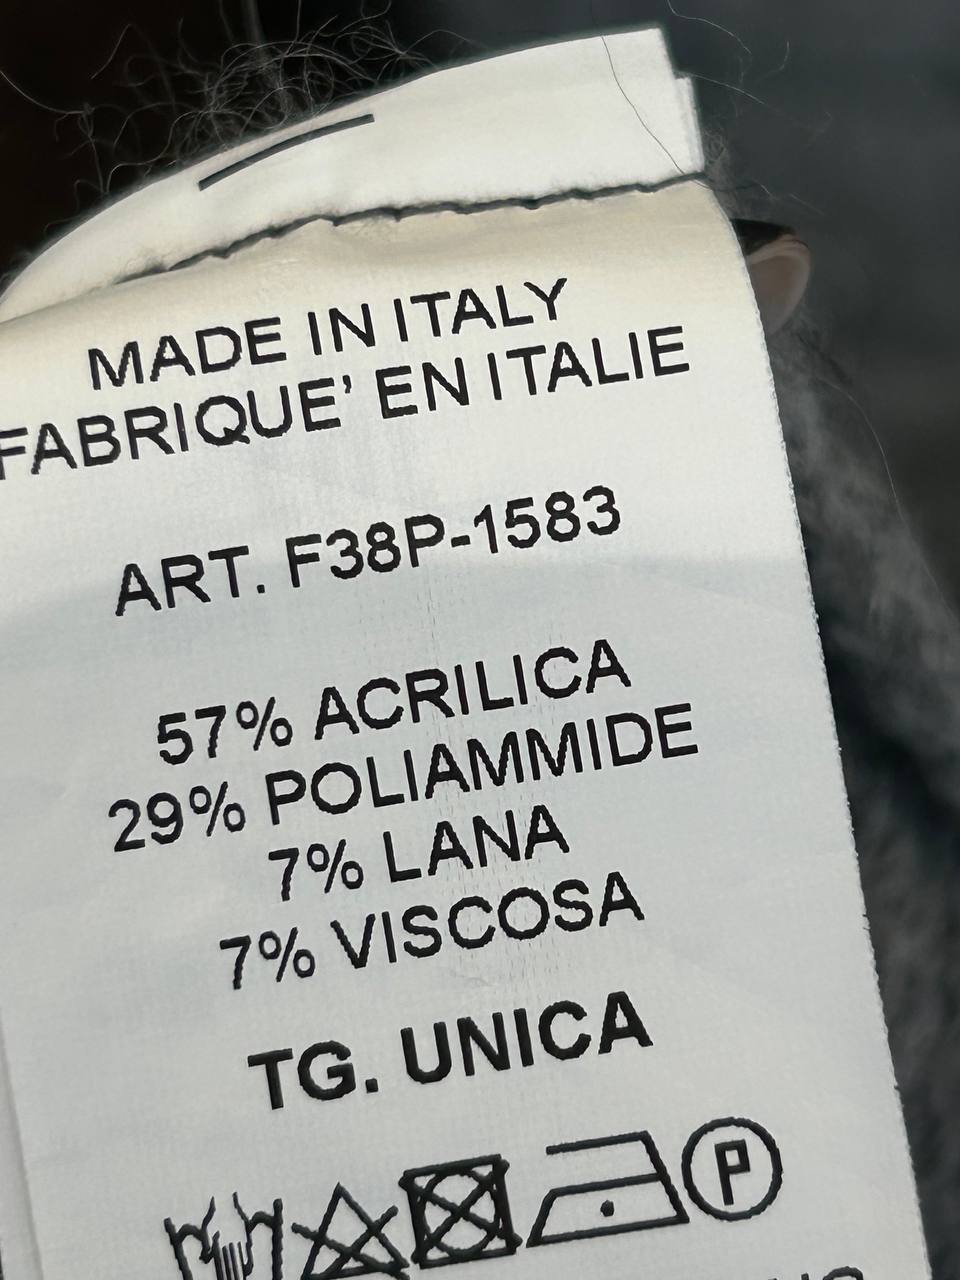 MADE IN ITALY
FABRIQUE' EN ITALIE
ART. F38P-1583
57% ACRILICA
29% POLIAMMIDE
7% LANA
7% VISCOSA
TG. UNICA
P